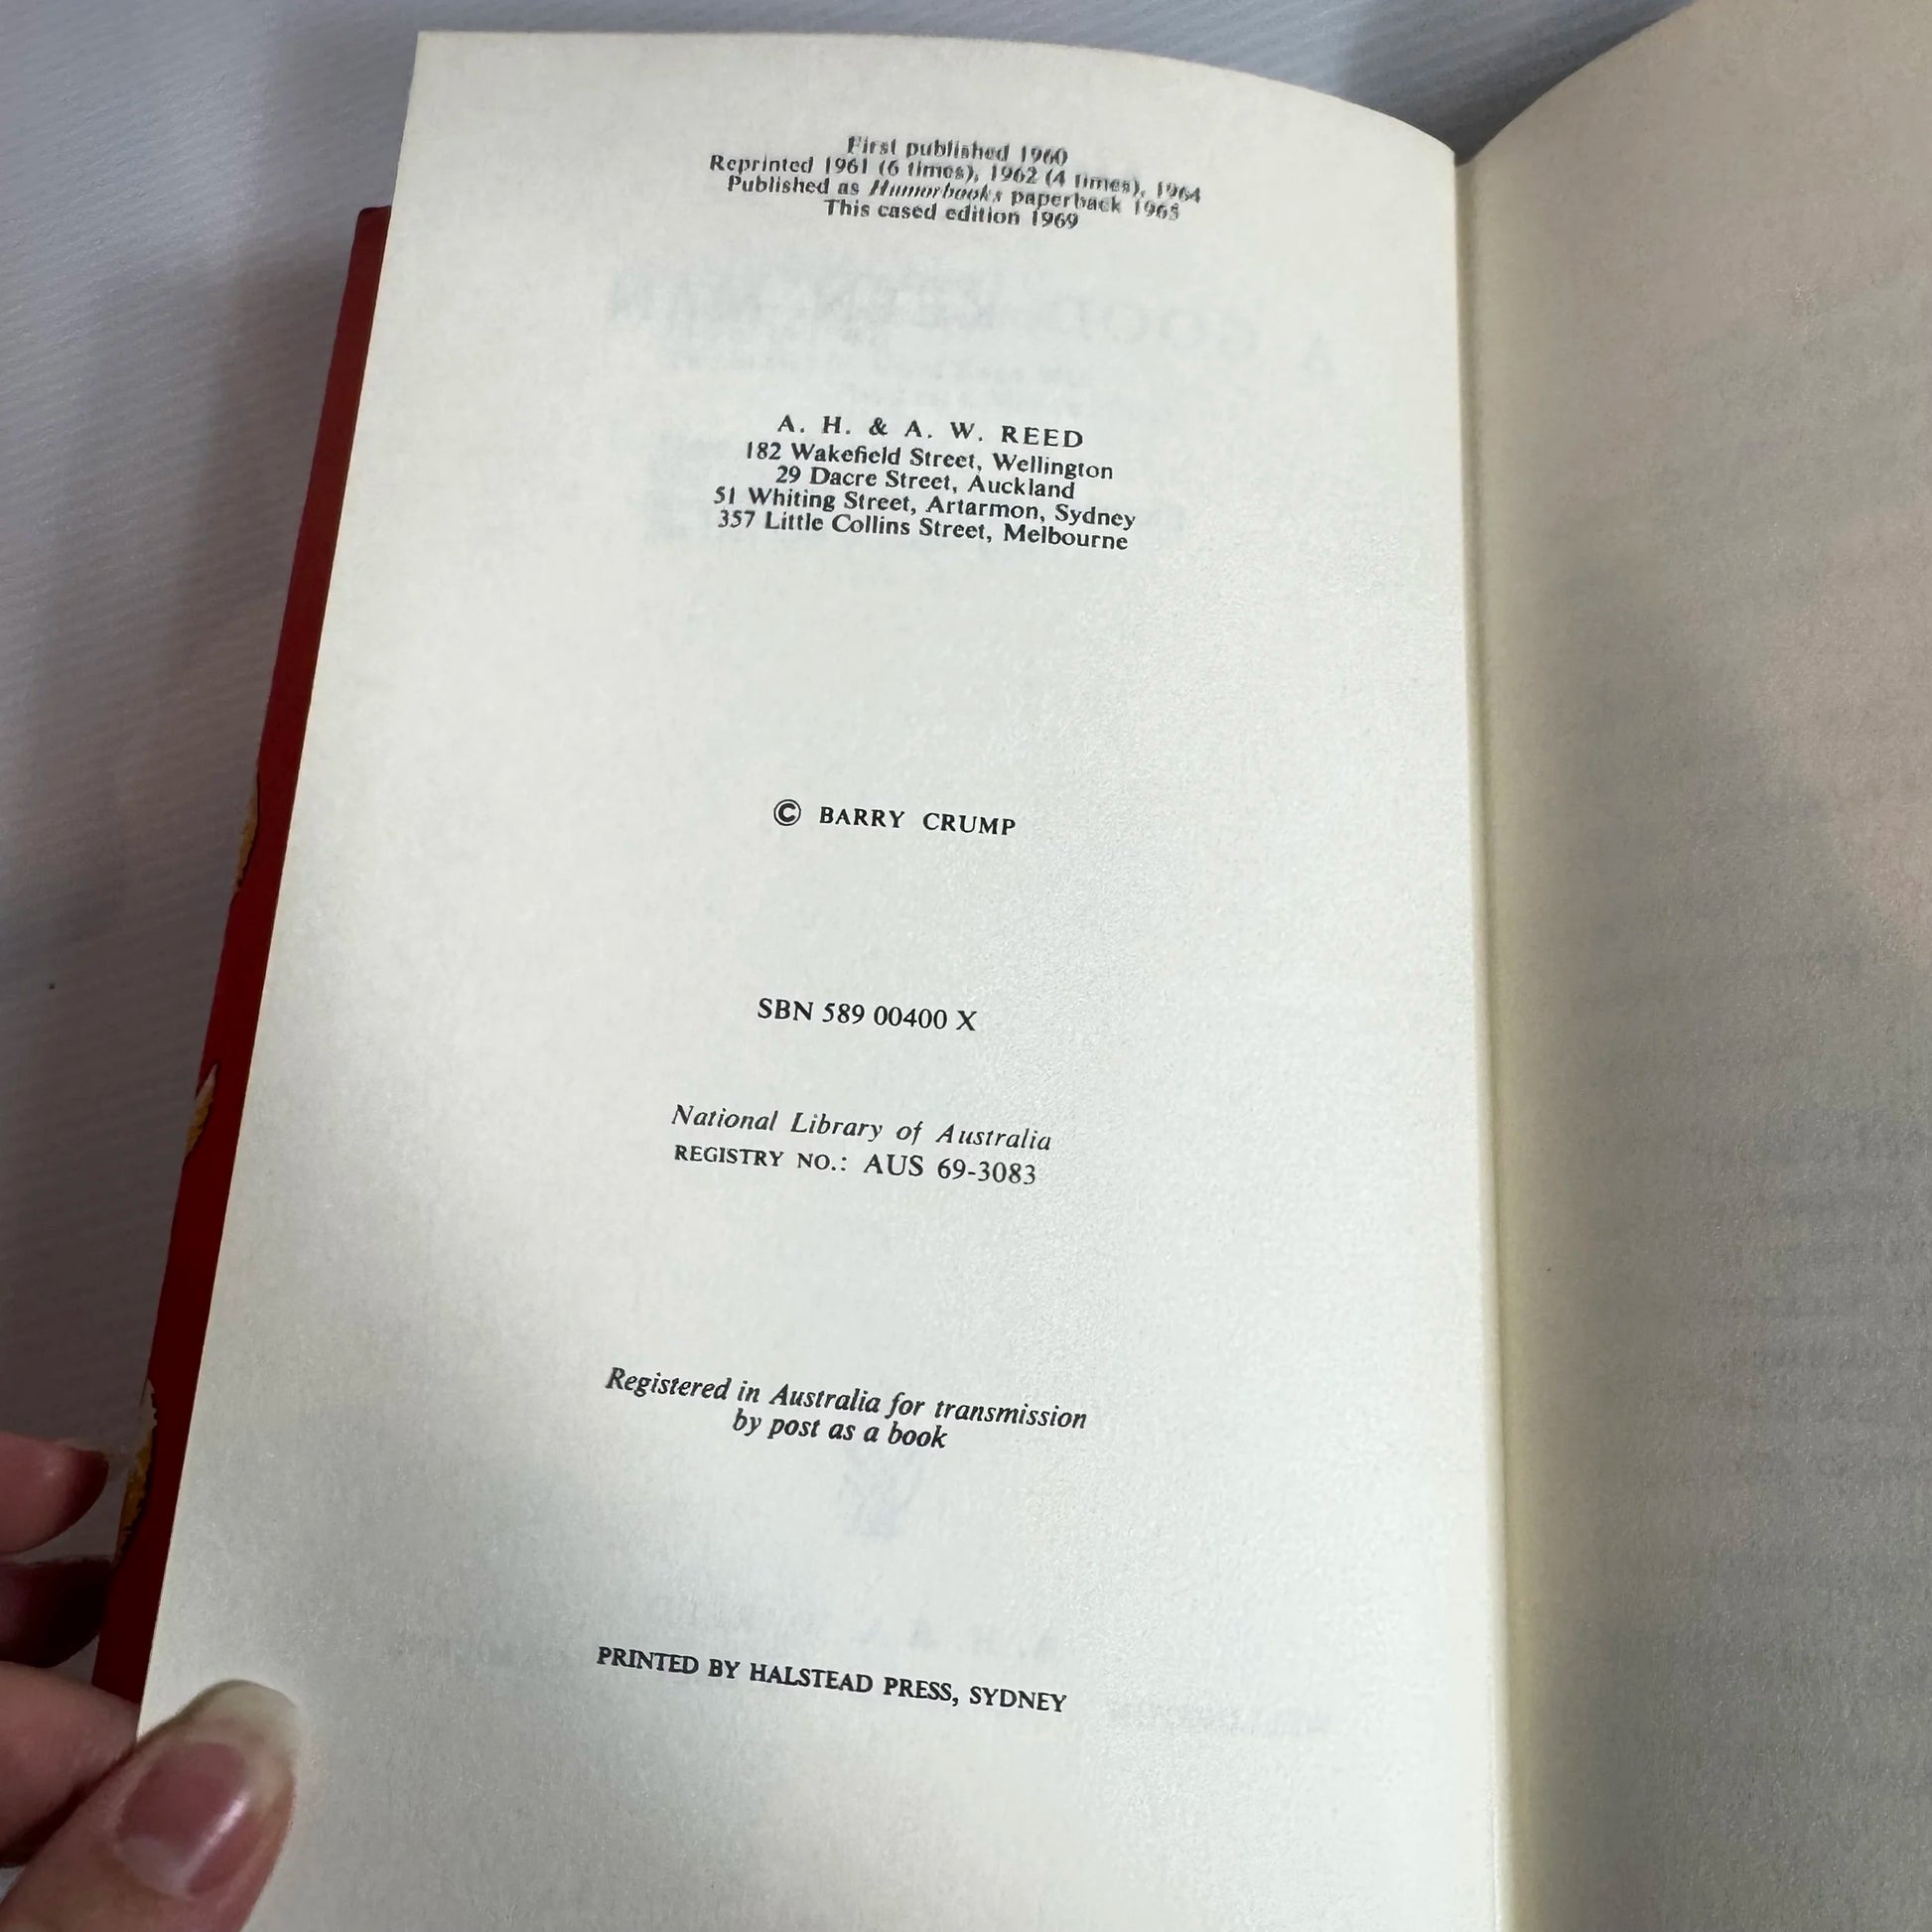 First published 1960
Reprinted 1961 (6 times), 1962 (4 times), 1964
Published as Humorbooks paperback 1965
This cased edition 1969
A GOOD KEEN MAN
A. H. & A. W. REED
182 Wakefield Street, Wellington
29 Dacre Street, Auckland
51 Whiting Street, Artarmon, Sydney
357 Little Collins Street, Melbourne
© BARRY CRUMP
SBN 589 00400 X
National Library of Australia
REGISTRY NO.: AUS 69-3083
Registered in Australia for transmission
by post as a book
PRINTED BY HALSTEAD PRESS, SYDNEY